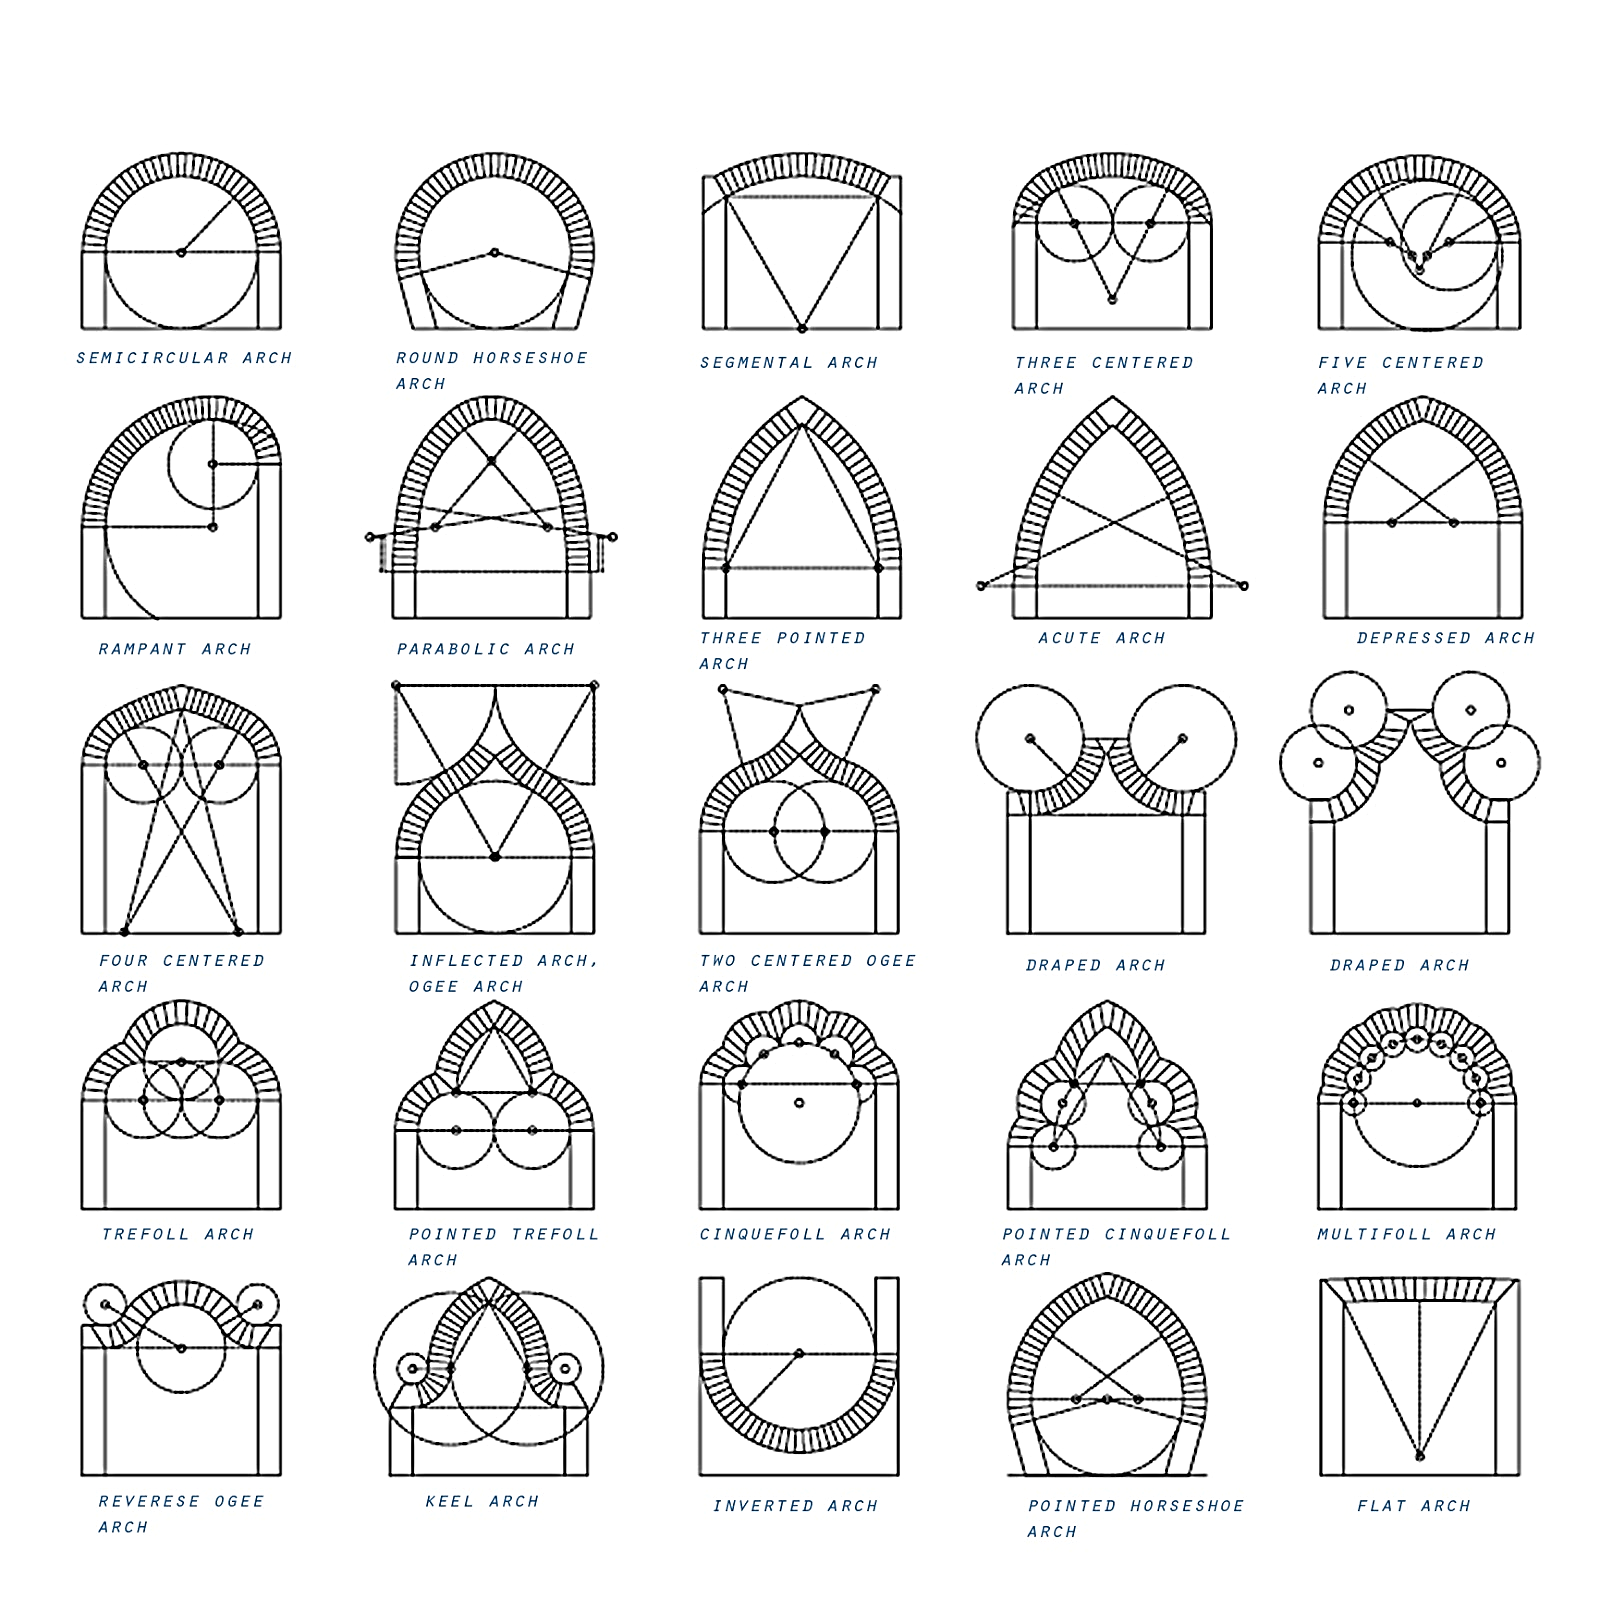 SEMICIRCULAR ARCH
ROUND HORSESHOE
ARCH
SEGMENTAL ARCH
THREE CENTERED
ARCH
FIVE CENTERED
ARCH
RAMPANT ARCH
PARABOLIC ARCH
THREE POINTED
ARCH
ACUTE ARCH
DEPRESSED ARCH
FOUR CENTERED
ARCH
INFLECTED ARCH,
OGEE ARCH
TWO CENTERED OGEE
ARCH
DRAPED ARCH
DRAPED ARCH
TREFOLL ARCH
POINTED TREFOLL
ARCH
CINQUEFOLL ARCH
POINTED CINQUEFOLL
ARCH
MULTIFOLL ARCH
REVERESE OGEE
ARCH
KEEL ARCH
INVERTED ARCH
POINTED HORSESHOE
ARCH
FLAT ARCH